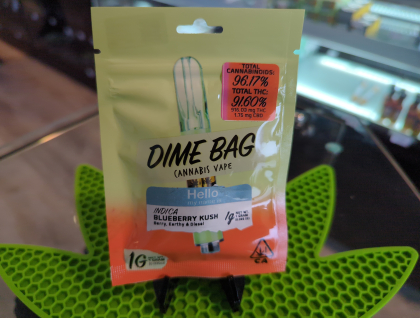 TOTAL
CANNABINOIDS:
96.17%
TOTAL THC:
91.60%
DIME BAG
CANNABIS VAPE
Hello
INDICA
BLUEBERRY KUSH
Berry, Earthy & Diesel
1g
1G
CA